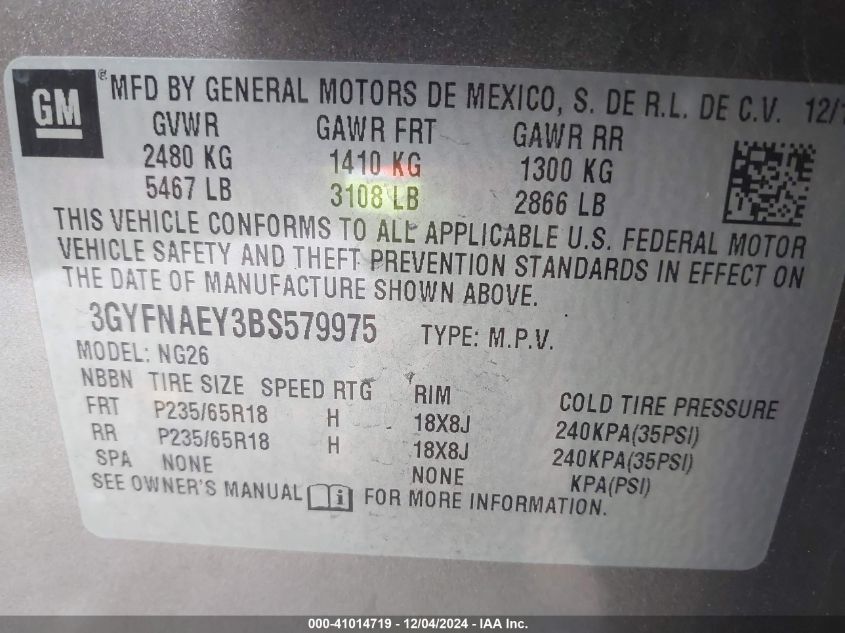 GM
® MFD BY GENERAL MOTORS DE MEXICO, S. DE R.L. DE C.V. 12/1
GVWR GAWR FRT GAWR RR
2480 KG 1410 KG 1300 KG
5467 LB 3108 LB 2866 LB
THIS VEHICLE CONFORMS TO ALL APPLICABLE U.S. FEDERAL MOTOR
VEHICLE SAFETY AND THEFT PREVENTION STANDARDS IN EFFECT ON
THE DATE OF MANUFACTURE SHOWN ABOVE.
3GYFNAEY3BS579975 TYPE: M.P.V.
MODEL: NG26
NBBN TIRE SIZE SPEED RTG RIM COLD TIRE PRESSURE
FRT P235/65R18 H 18X8J 240KPA(35PSI)
RR P235/65R18 H 18X8J 240KPA(35PSI)
SPA NONE NONE KPA(PSI)
SEE OWNER'S MANUAL i FOR MORE INFORMATION.
000-41014719 - 12/04/2024 - IAA Inc.